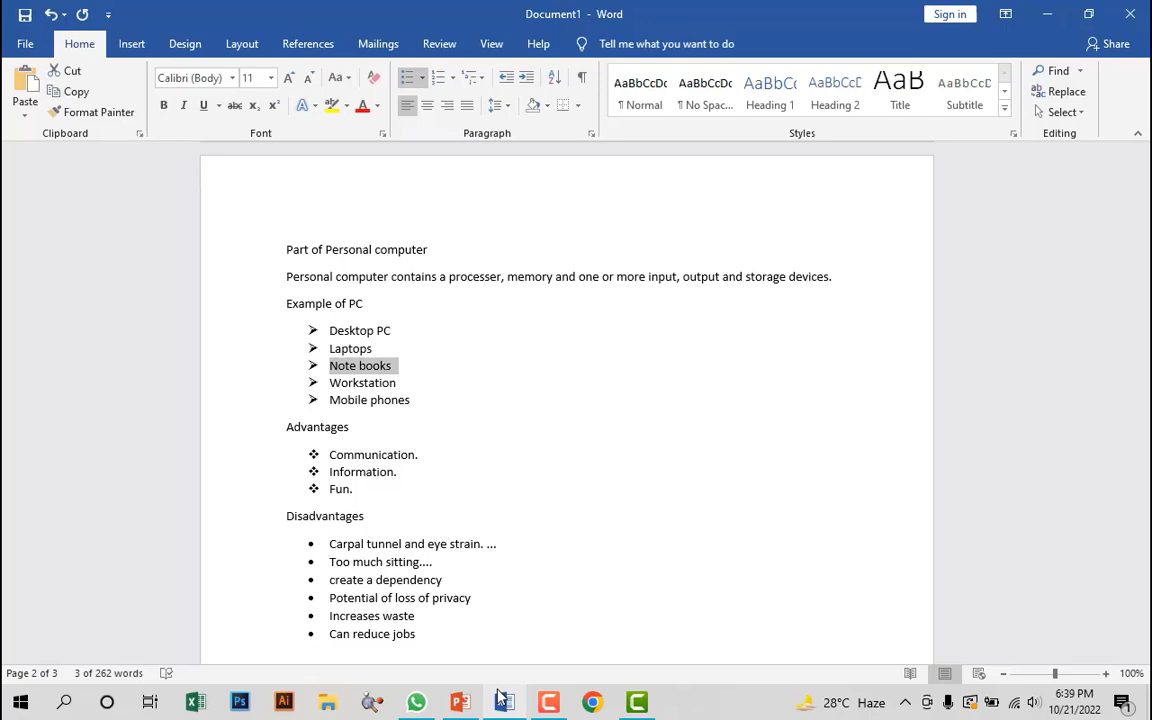 Document1 - Word
Sign in
File Home Insert Design Layout References Mailings Review View Help Tell me what you want to do Share
Paste
Cut
Copy
Format Painter
Clipboard
Calibri (Body) 11
Font
Paragraph
AaBbCcDc ¶ Normal
AaBbCcDc ¶ No Spac...
AaBbCc Heading 1
AaBbCcD Heading 2
AaB Title
AaBbCcD Subtitle
Styles
Find
Replace
Select
Editing
Part of Personal computer
Personal computer contains a processer, memory and one or more input, output and storage devices.
Example of PC
➢ Desktop PC
➢ Laptops
➢ Note books
➢ Workstation
➢ Mobile phones
Advantages
❖ Communication.
❖ Information.
❖ Fun.
Disadvantages
• Carpal tunnel and eye strain. ...
• Too much sitting....
• create a dependency
• Potential of loss of privacy
• Increases waste
• Can reduce jobs
Page 2 of 3 3 of 262 words
100%
28°C Haze
6:39 PM
10/21/2022